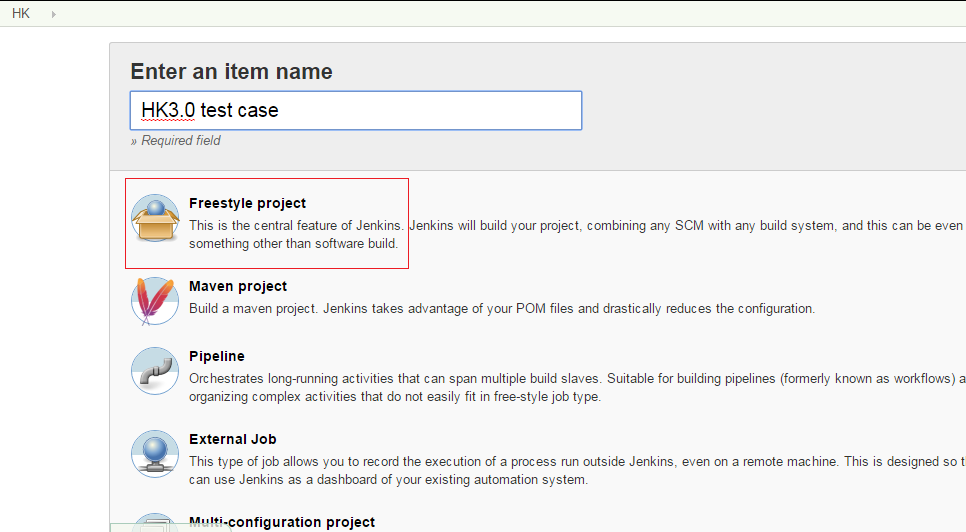 HK
Enter an item name
HK3.0 test case
» Required field
Freestyle project
This is the central feature of Jenkins. Jenkins will build your project, combining any SCM with any build system, and this can be even
something other than software build.
Maven project
Build a maven project. Jenkins takes advantage of your POM files and drastically reduces the configuration.
Pipeline
Orchestrates long-running activities that can span multiple build slaves. Suitable for building pipelines (formerly known as workflows) a
organizing complex activities that do not easily fit in free-style job type.
External Job
This type of job allows you to record the execution of a process run outside Jenkins, even on a remote machine. This is designed so
can use Jenkins as a dashboard of your existing automation system.
Multi-configuration project